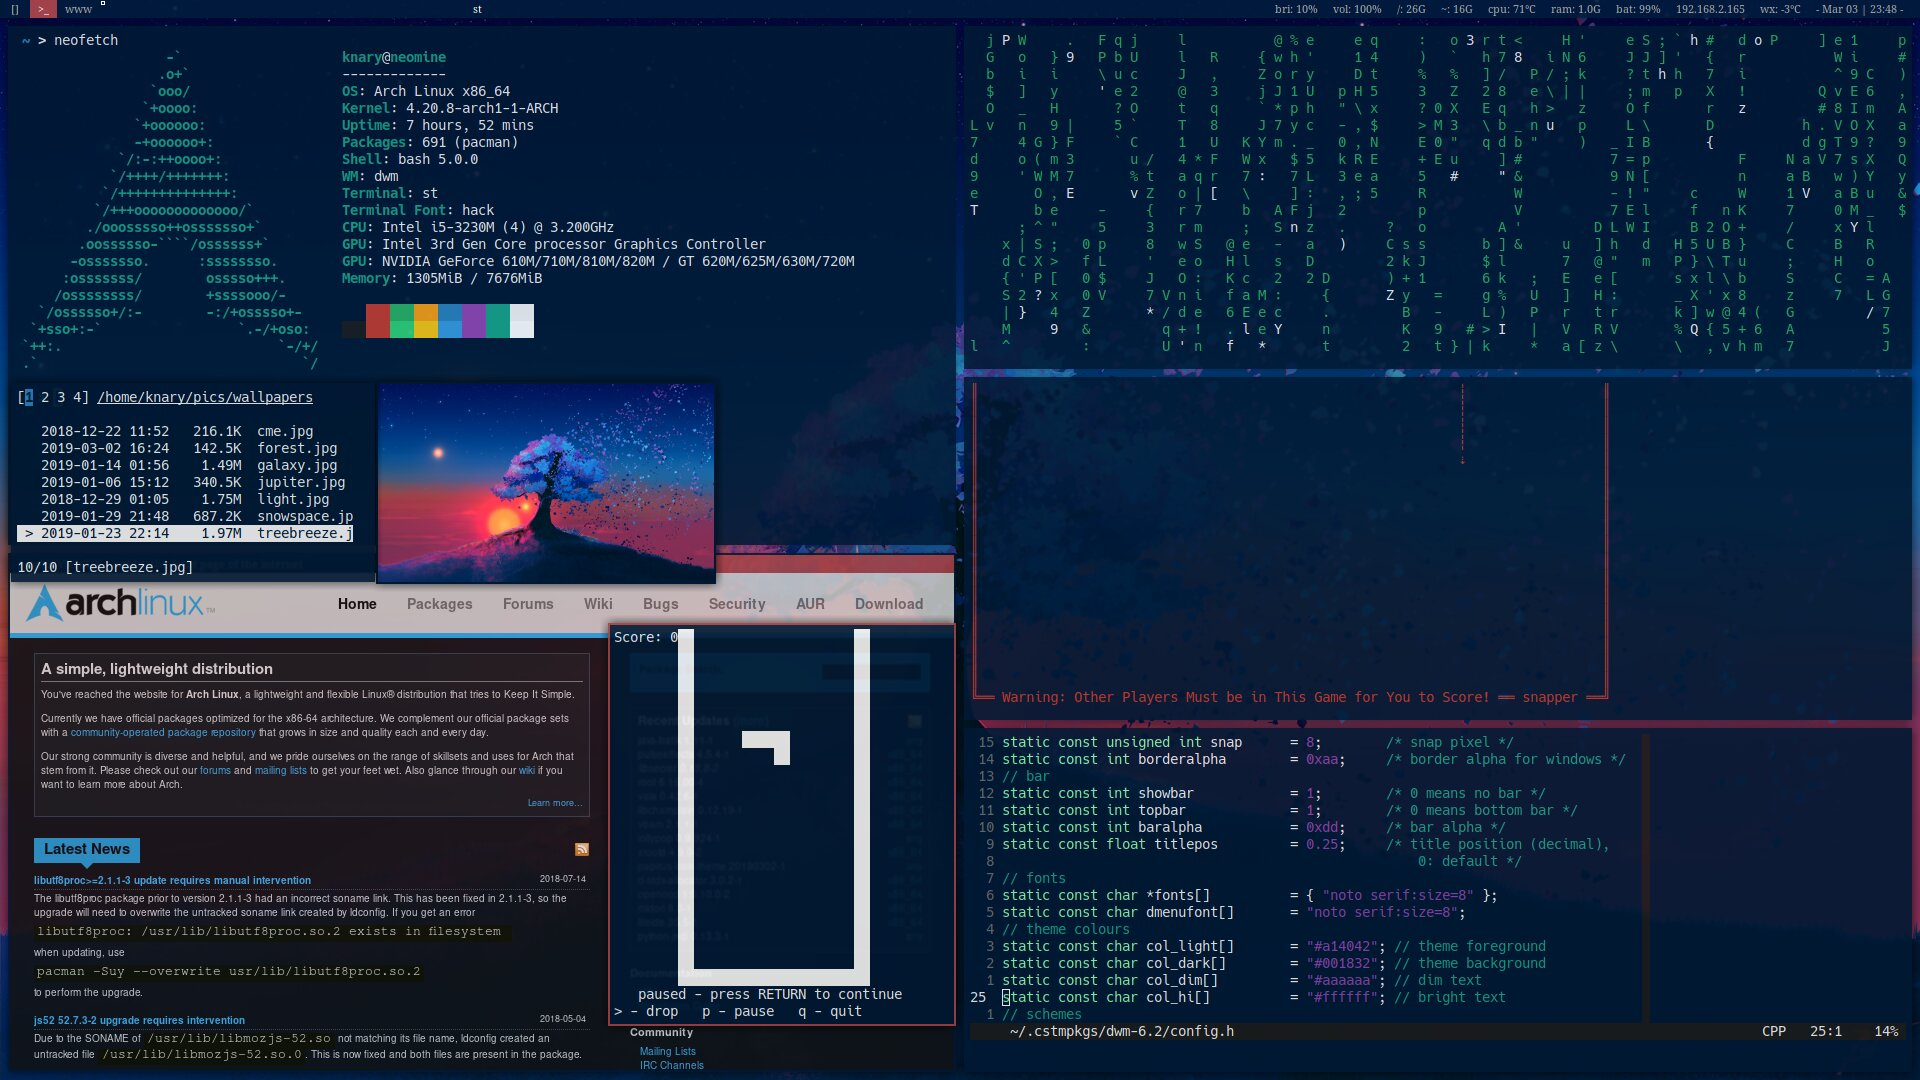 [] >_ www st bri: 10% vol: 100% /: 26G ~: 16G cpu: 71°C ram: 1.0G bat: 99% 192.168.2.165 wx: -3°C - Mar 03 | 23:48 -
~ > neofetch
knary@neomine
-------------
OS: Arch Linux x86_64
Kernel: 4.20.8-arch1-1-ARCH
Uptime: 7 hours, 52 mins
Packages: 691 (pacman)
Shell: bash 5.0.0
WM: dwm
Terminal: st
Terminal Font: hack
CPU: Intel i5-3230M (4) @ 3.200GHz
GPU: Intel 3rd Gen Core processor Graphics Controller
GPU: NVIDIA GeForce 610M/710M/810M/820M / GT 620M/625M/630M/720M
Memory: 1305MiB / 7676MiB
[1 2 3 4] /home/knary/pics/wallpapers
2018-12-22 11:52 216.1K cme.jpg
2019-03-02 16:24 142.5K forest.jpg
2019-01-14 01:56 1.49M galaxy.jpg
2019-01-06 15:12 340.5K jupiter.jpg
2018-12-29 01:05 1.75M light.jpg
2019-01-29 21:48 687.2K snowspace.jp
> 2019-01-23 22:14 1.97M treebreeze.j
10/10 [treebreeze.jpg]
archlinux™
Home Packages Forums Wiki Bugs Security AUR Download
A simple, lightweight distribution
You've reached the website for Arch Linux, a lightweight and flexible Linux® distribution that tries to Keep It Simple.
Currently we have official packages optimized for the x86-64 architecture. We complement our official package sets
with a community-operated package repository that grows in size and quality each and every day.
Our strong community is diverse and helpful, and we pride ourselves on the range of skillsets and uses for Arch that
stem from it. Please check out our forums and mailing lists to get your feet wet. Also glance through our wiki if you
want to learn more about Arch.
Learn more...
Latest News
libutf8proc>=2.1.1-3 update requires manual intervention 2018-07-14
The libutf8proc package prior to version 2.1.1-3 had an incorrect soname link. This has been fixed in 2.1.1-3, so the
upgrade will need to overwrite the untracked soname link created by ldconfig. If you get an error
libutf8proc: /usr/lib/libutf8proc.so.2 exists in filesystem
when updating, use
pacman -Suy --overwrite usr/lib/libutf8proc.so.2
to perform the upgrade.
js52 52.7.3-2 upgrade requires intervention 2018-05-04
Due to the SONAME of /usr/lib/libmozjs-52.so not matching its file name, ldconfig created an
untracked file /usr/lib/libmozjs-52.so.0. This is now fixed and both files are present in the package.
Score: 0
paused - press RETURN to continue
> - drop p - pause q - quit
Community
Mailing Lists
IRC Channels
Warning: Other Players Must be in This Game for You to Score! == snapper
15 static const unsigned int snap = 8; /* snap pixel */
14 static const int borderalpha = 0xaa; /* border alpha for windows */
13 // bar
12 static const int showbar = 1; /* 0 means no bar */
11 static const int topbar = 1; /* 0 means bottom bar */
10 static const int baralpha = 0xdd; /* bar alpha */
9 static const float titlepos = 0.25; /* title position (decimal),
8 0: default */
7 // fonts
6 static const char *fonts[] = { "noto serif:size=8" };
5 static const char dmenufont[] = "noto serif:size=8";
4 // theme colours
3 static const char col_light[] = "#a14042"; // theme foreground
2 static const char col_dark[] = "#001832"; // theme background
1 static const char col_dim[] = "#aaaaaa"; // dim text
25 static const char col_hi[] = "#ffffff"; // bright text
1 // schemes
~/.cstmpkgs/dwm-6.2/config.h CPP 25:1 14%